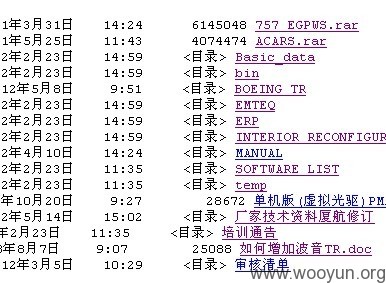 1年3月31日 14:24 6145048 757 EGPWS.rar
1年5月25日 11:43 4074474 ACARS.rar
2年2月23日 14:59 <目录> Basic_data
2年2月23日 14:59 <目录> bin
12年5月8日 9:51 <目录> BOEING TR
2年2月23日 14:59 <目录> EMTEQ
2年2月23日 14:59 <目录> ERP
2年2月23日 14:59 <目录> INTERIOR RECONFIGUR
2年4月10日 14:24 <目录> MANUAL
2年2月23日 11:35 <目录> SOFTWARE LIST
2年2月23日 11:35 <目录> temp
年10月20日 9:27 28672 单机版(虚拟光驱)PM
2年5月14日 15:02 <目录> 厂家技术资料厦航修订
年2月23日 11:35 <目录> 培训通告
8年8月7日 9:07 25088 如何增加波音TR.doc
12年3月5日 10:29 <目录> 审核清单
www.wooyun.org